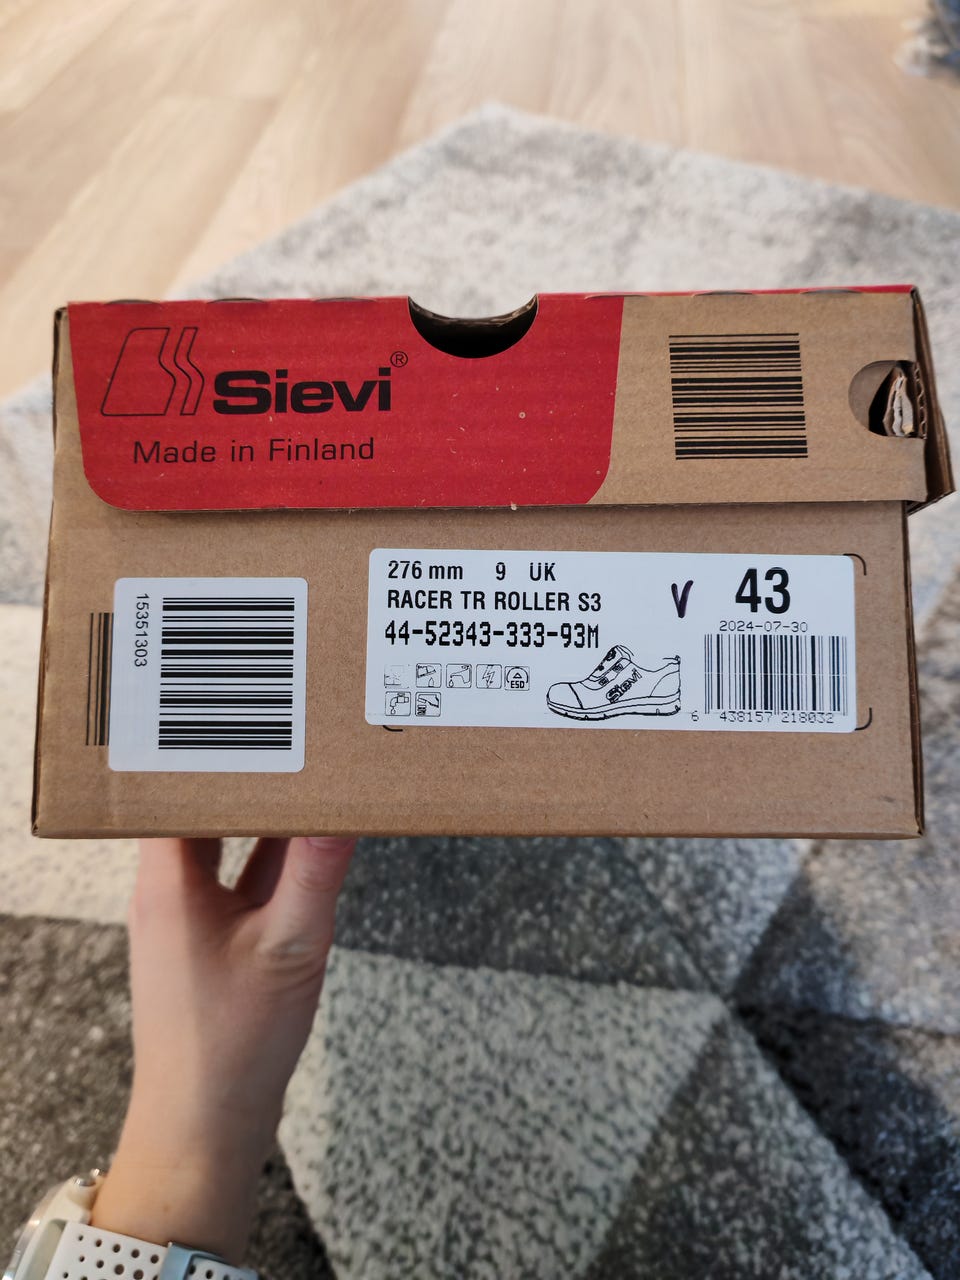 Sievi®
Made in Finland
15351303
276 mm 9 UK
RACER TR ROLLER S3
44-52343-333-93M
V 43
2024-07-30
ESD
Sievi
6 438157 218032